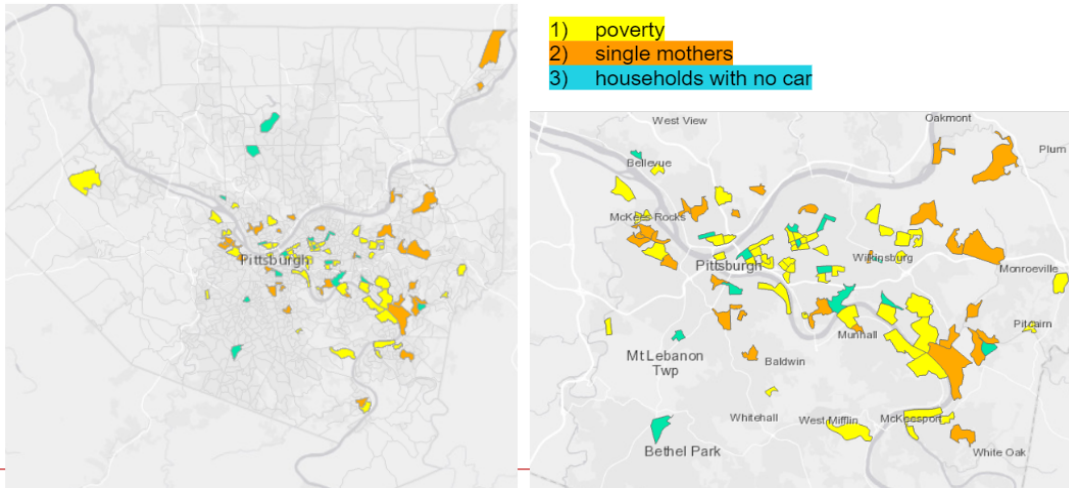 1) poverty
2) single mothers
3) households with no car
Pittsburgh
West View
Oakmont
Plum
Bellevue
McKees Rocks
Pittsburgh
Wilkinsburg
Monroeville
Munhall
Pitcairn
Mt Lebanon
Twp
Baldwin
Whitehall
West Mifflin
McKeesport
Bethel Park
White Oak